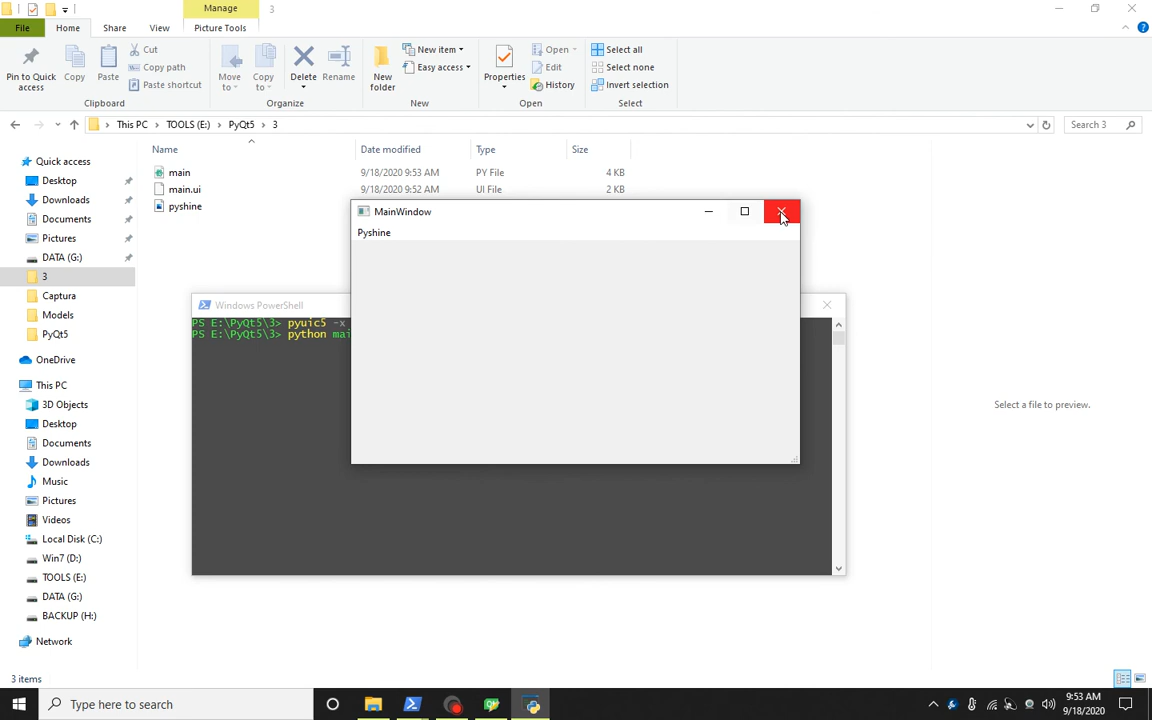 Manage
3
File
Home
Share
View
Picture Tools
Pin to Quick access
Copy
Paste
Cut
Copy path
Paste shortcut
Clipboard
Move to
Copy to
Delete
Rename
Organize
New folder
New item
Easy access
New
Properties
Open
Edit
History
Open
Select all
Select none
Invert selection
Select
This PC > TOOLS (E:) > PyQt5 > 3
Search 3
Name
Date modified
Type
Size
main 9/18/2020 9:53 AM PY File 4 KB
main.ui 9/18/2020 9:52 AM UI File 2 KB
pyshine
Quick access
Desktop
Downloads
Documents
Pictures
DATA (G:)
3
Captura
Models
PyQt5
OneDrive
This PC
3D Objects
Desktop
Documents
Downloads
Music
Pictures
Videos
Local Disk (C:)
Win7 (D:)
TOOLS (E:)
DATA (G:)
BACKUP (H:)
Network
MainWindow
Pyshine
Windows PowerShell
PS E:\PyQt5\3> pyuic5 -x
PS E:\PyQt5\3> python mai
Select a file to preview.
3 items
Type here to search
9:53 AM
9/18/2020